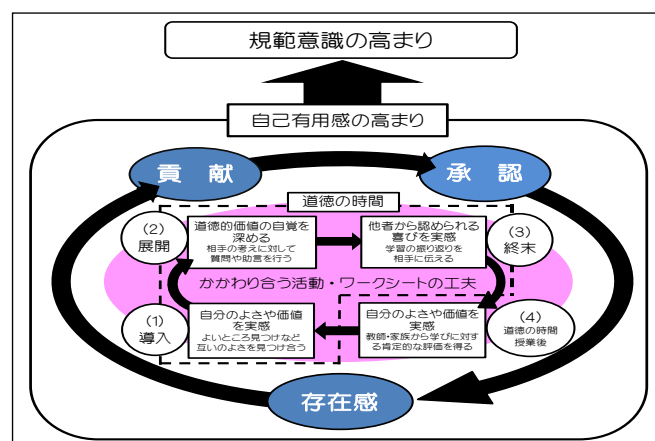 規範意識の高まり
自己有用感の高まり
貢　献
承　認
道徳の時間
(2)
展開
道徳的価値の自覚を
深める
相手の考えに対して
質問や助言を行う
他者から認められる
喜びを実感
学習の振り返りを
相手に伝える
(3)
終末
かかわり合う活動・ワークシートの工夫
(1)
導入
自分のよさや価値
を実感
よいところ見つけなど
互いのよさを見つけ合う
自分のよさや価値を
実感
教師・家族から学びに対す
る肯定的な評価を得る
(4)
道徳の時間
授業後
存在感